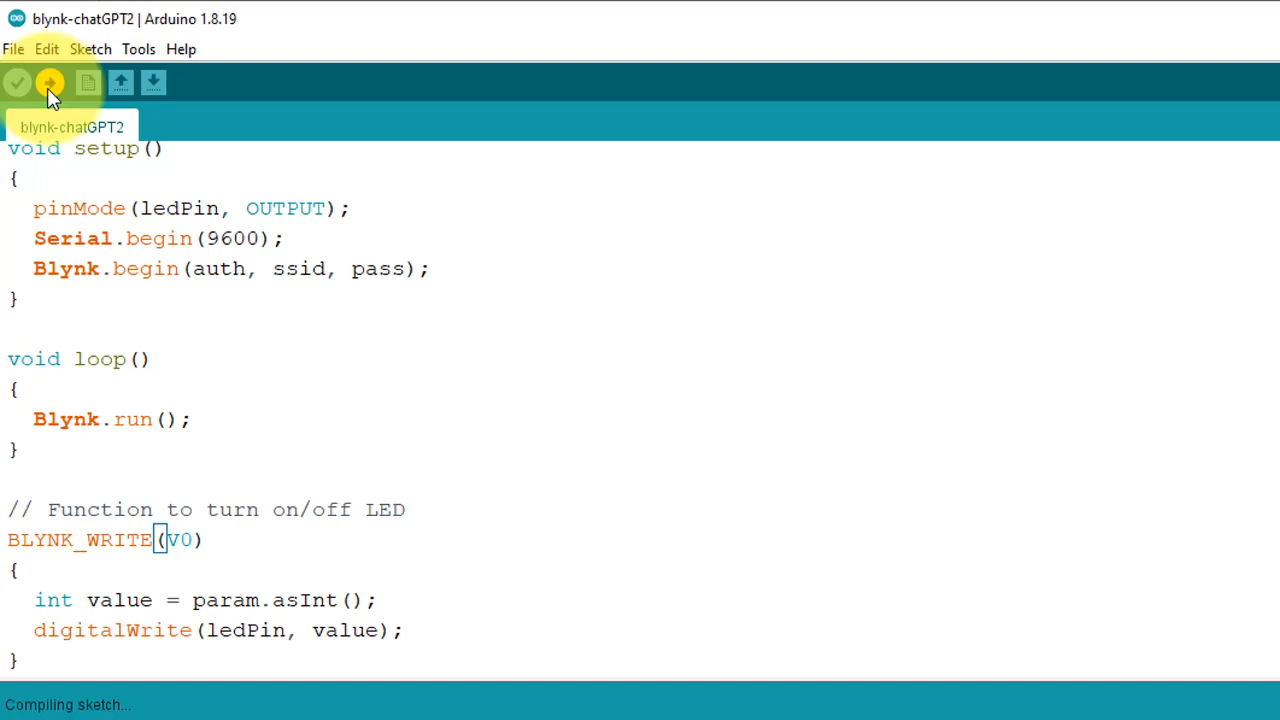 blynk-chatGPT2 | Arduino 1.8.19
File Edit Sketch Tools Help
blynk-chatGPT2
void setup()
{
  pinMode(ledPin, OUTPUT);
  Serial.begin(9600);
  Blynk.begin(auth, ssid, pass);
}

void loop()
{
  Blynk.run();
}

// Function to turn on/off LED
BLYNK_WRITE(V0)
{
  int value = param.asInt();
  digitalWrite(ledPin, value);
}
Compiling sketch...